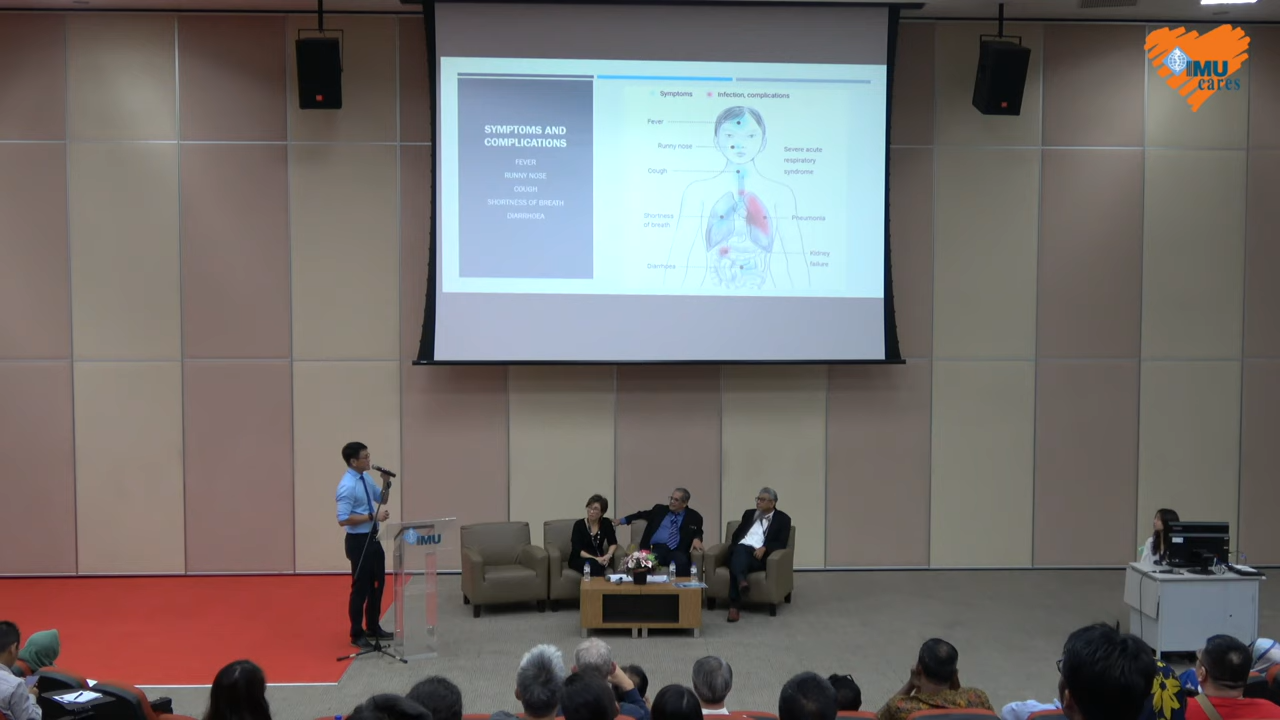 IMU
cares
SYMPTOMS AND
COMPLICATIONS
FEVER
RUNNY NOSE
COUGH
SHORTNESS OF BREATH
DIARRHOEA
Symptoms
Infection, complications
Fever
Runny nose
Cough
Shortness
of breath
Diarrhoea
Severe acute
respiratory
syndrome
Pneumonia
Kidney
failure
IMU